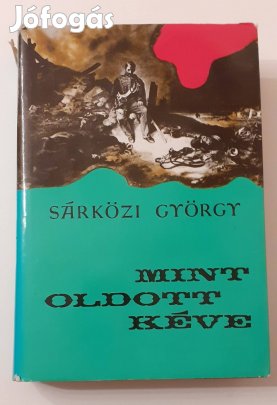 Jófogás
SÁRKÖZI GYÖRGY
MINT
OLDOTT
KÉVE